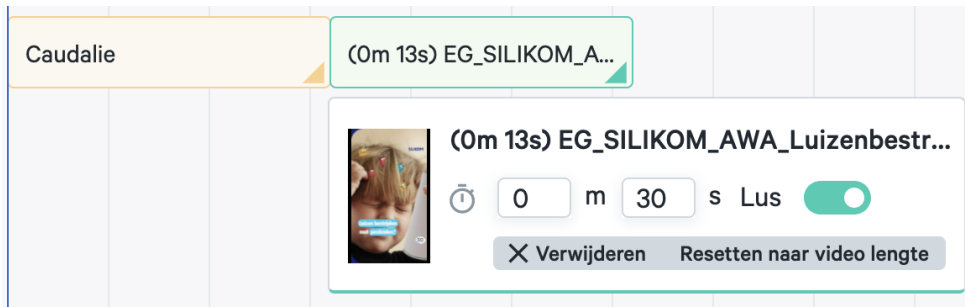 Caudalie
(0m 13s) EG_SILIKOM_A...
(0m 13s) EG_SILIKOM_AWA_Luizenbestr...
0 m 30 s Lus
Verwijderen Resetten naar video lengte